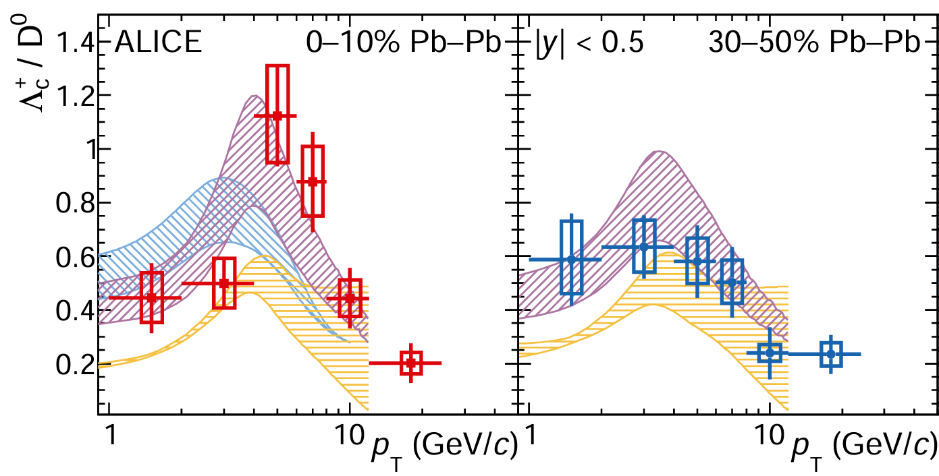 Λc+ / D0
ALICE 0–10% Pb–Pb
|y| < 0.5 30–50% Pb–Pb
1.4
1.2
1
0.8
0.6
0.4
0.2
1 10
pT (GeV/c)
1 10
pT (GeV/c)